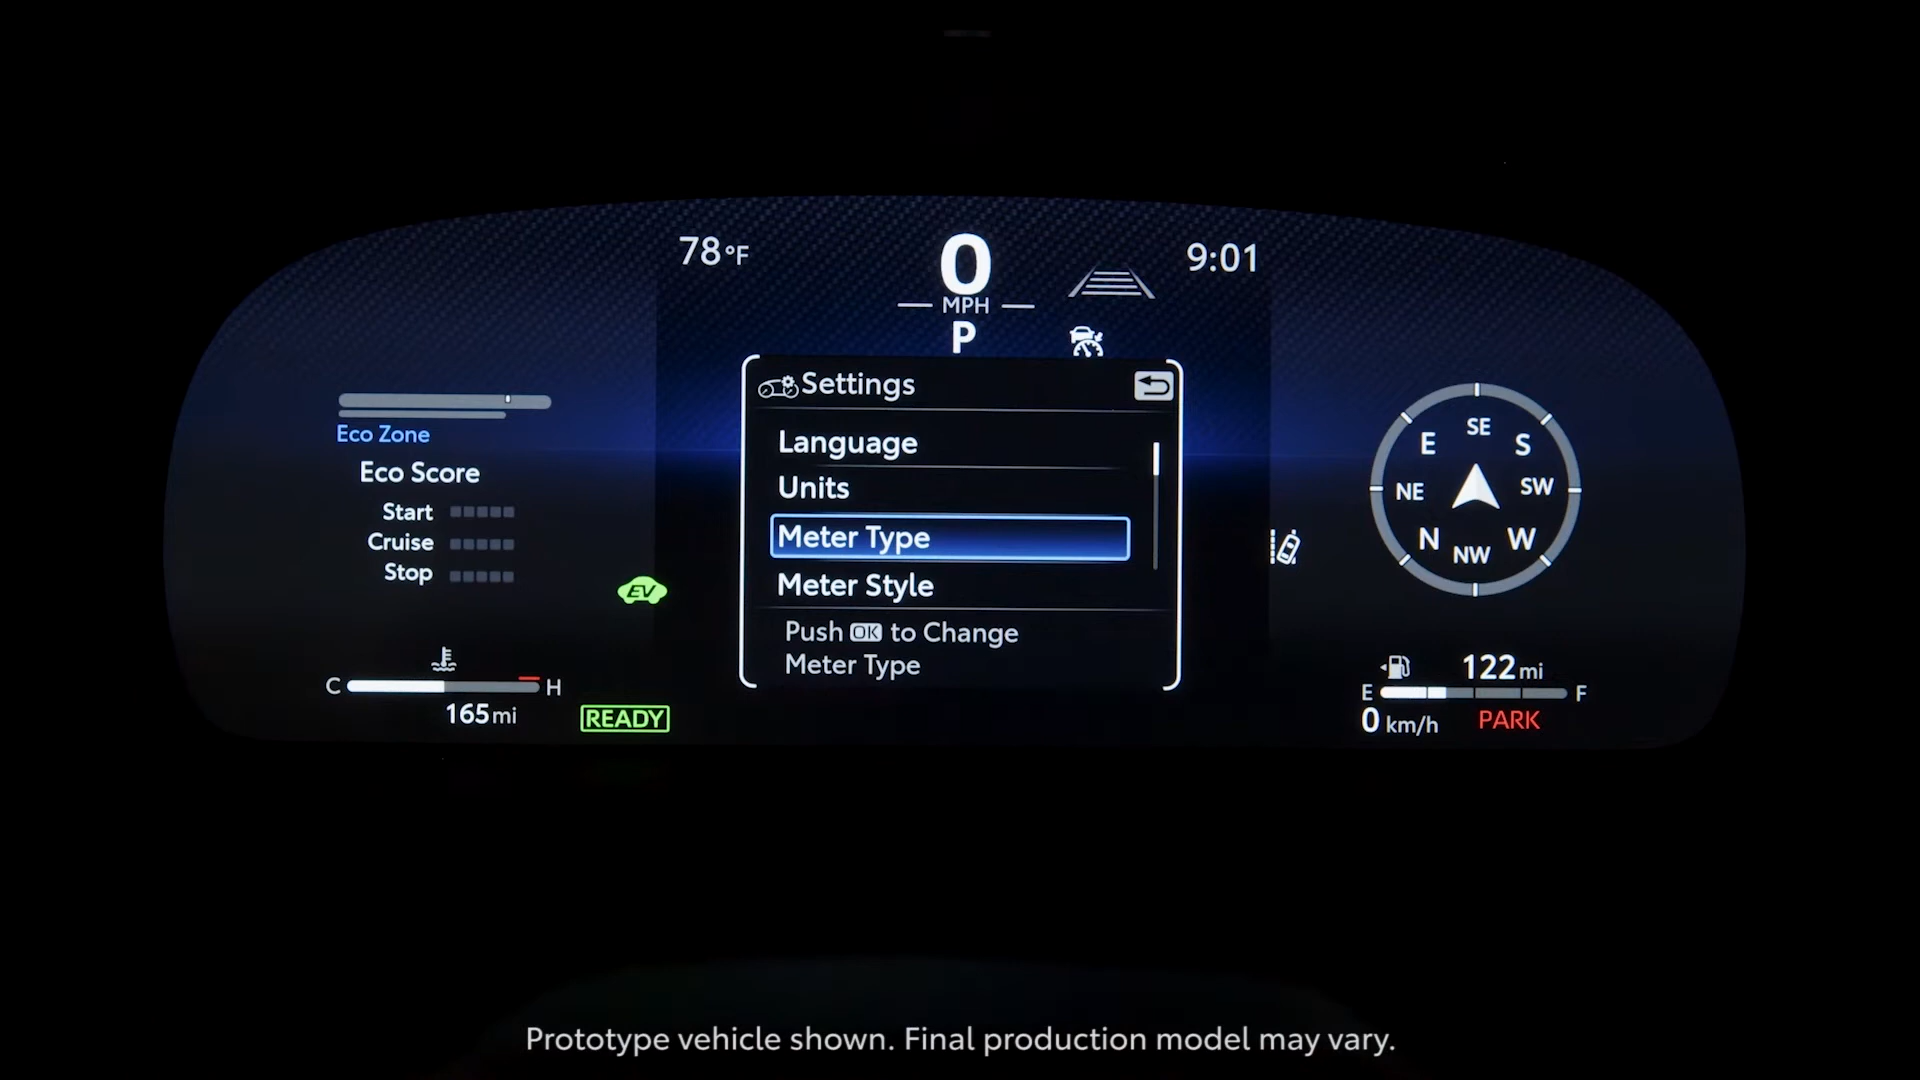 78°F
0
MPH
P
9:01
Settings
Language
Units
Meter Type
Meter Style
Push OK to Change
Meter Type
Eco Zone
Eco Score
Start
Cruise
Stop
EV
C H
165 mi
READY
SE
E S
NE SW
N W
NW
122 mi
E F
0 km/h PARK
Prototype vehicle shown. Final production model may vary.